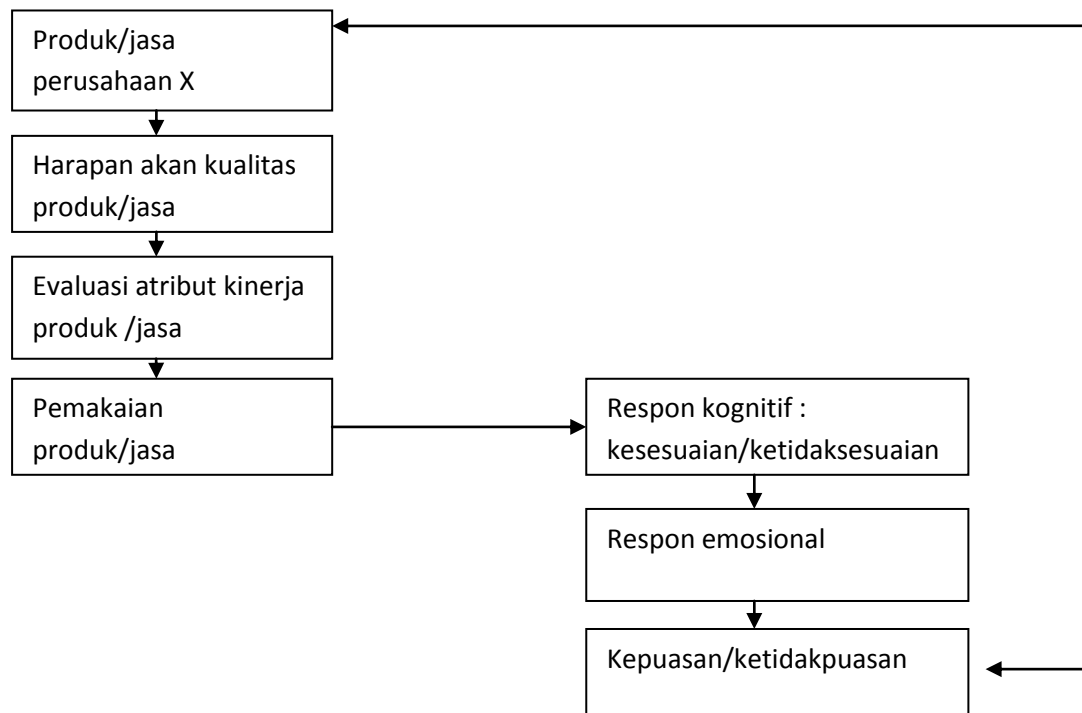 Produk/jasa
perusahaan X
Harapan akan kualitas
produk/jasa
Evaluasi atribut kinerja
produk /jasa
Pemakaian
produk/jasa
Respon kognitif :
kesesuaian/ketidaksesuaian
Respon emosional
Kepuasan/ketidakpuasan